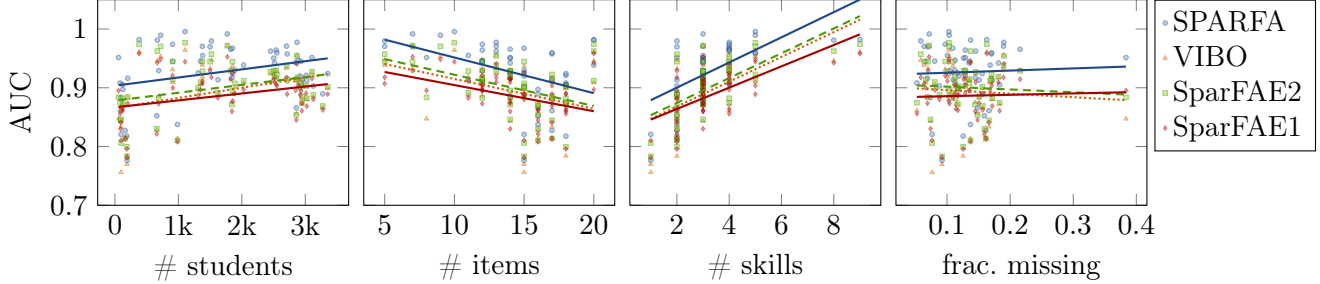 AUC
1
0.9
0.8
0.7
0 1k 2k 3k
# students
5 10 15 20
# items
2 4 6 8
# skills
0.1 0.2 0.3 0.4
frac. missing
SPARFA
VIBO
SparFAE2
SparFAE1